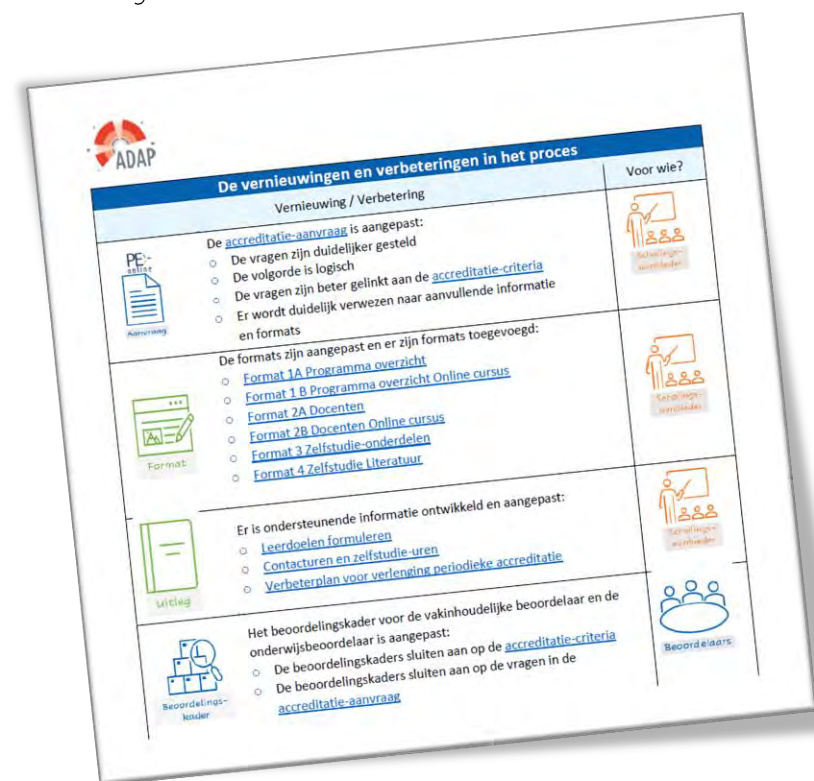 ADAP
De vernieuwingen en verbeteringen in het proces
Vernieuwing / Verbetering
Voor wie?
PE-
online
Aanvraag
De accreditatie-aanvraag is aangepast:
o De vragen zijn duidelijker gesteld
o De volgorde is logisch
o De vragen zijn beter gelinkt aan de accreditatie-criteria
o Er wordt duidelijk verwezen naar aanvullende informatie
en formats
Scholings-
aanbieder
Format
De formats zijn aangepast en er zijn formats toegevoegd:
o Format 1A Programma overzicht
o Format 1 B Programma overzicht Online cursus
o Format 2A Docenten
o Format 2B Docenten Online cursus
o Format 3 Zelfstudie-onderdelen
o Format 4 Zelfstudie Literatuur
Scholings-
aanbieder
Uitleg
Er is ondersteunende informatie ontwikkeld en aangepast:
o Leerdoelen formuleren
o Contacturen en zelfstudie-uren
o Verbeterplan voor verlenging periodieke accreditatie
Scholings-
aanbieder
Beoordelings-
kader
Het beoordelingskader voor de vakinhoudelijke beoordelaar en de
onderwijsbeoordelaar is aangepast:
o De beoordelingskaders sluiten aan op de accreditatie-criteria
o De beoordelingskaders sluiten aan op de vragen in de
accreditatie-aanvraag
Beoordelaars